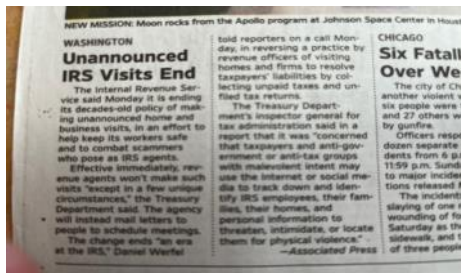 NEW MISSION: Moon rocks from the Apollo program at Johnson Space Center in Houst
WASHINGTON
Unannounced
IRS Visits End
The Internal Revenue Ser-
vice said Monday it is ending
its decades-old policy of mak-
ing unannounced home and
business visits, in an effort to
help keep its workers safe
and to combat scammers
who pose as IRS agents.
Effective immediately, rev-
enue agents won't make such
visits "except in a few unique
circumstances," the Treasury
Department said. The agency
will instead mail letters to
people to schedule meetings.
The change ends "an era
at the IRS," Daniel Werfel
told reporters on a call Mon-
day, in reversing a practice by
revenue officers of visiting
homes and firms to resolve
taxpayers' liabilities by col-
lecting unpaid taxes and un-
filed tax returns.
The Treasury Depart-
ment's inspector general for
tax administration said in a
report that it was "concerned
that taxpayers and anti-gov-
ernment or anti-tax groups
with malevolent intent may
use the Internet or social me-
dia to track down and iden-
tify IRS employees, their fam-
ilies, their homes, and
personal information to
threaten, intimidate, or locate
them for physical violence."
—Associated Press
CHICAGO
Six Fatall
Over We
The city of Ch
another violent w
six people were
and 27 others w
by gunfire.
Officers resp
dozen separate
dents from 6 p.
11:59 p.m. Sund
to major inciden
tions released
The incident
slaying of one
wounding of fo
Saturday as th
sidewalk, and
of three people